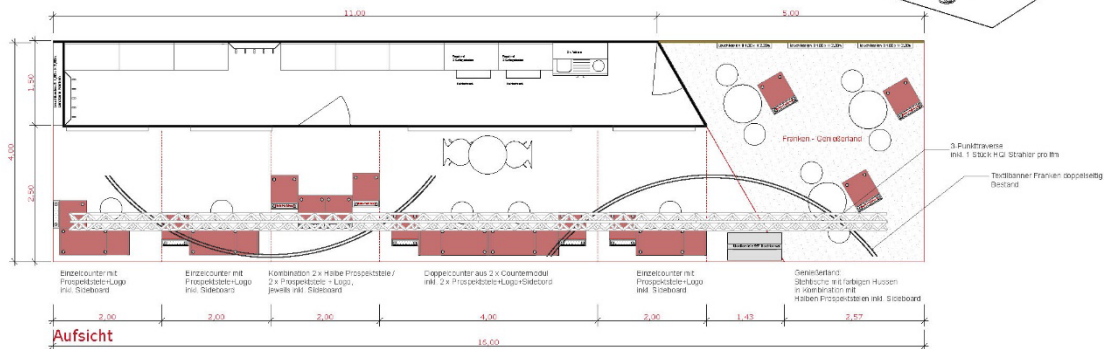 11,00
5,00
4,00
1,50
2,50
Franken - Genießerland
3-Punkttraverse
inkl. 1 Stück HQI Strahler pro lfm
Textilbanner Franken doppelseitig
Bestand
Einzelcounter mit
Prospektstele+Logo
inkl. Sideboard
Einzelcounter mit
Prospektstele+Logo
inkl. Sideboard
Kombination 2 x Halbe Prospektstele /
2 x Prospektstele + Logo,
jeweils inkl. Sideboard
Doppelcounter aus 2 x Countermodul
inkl. 2 x Prospektstele+Logo+Sideboard
Einzelcounter mit
Prospektstele+Logo
inkl. Sideboard
Genießerland:
Stehtische mit farbigen Hussen
in Kombination mit
Halben Prospektstelen inkl. Sideboard
2,00
2,00
2,00
4,00
2,00
1,43
2,57
Aufsicht
16,00